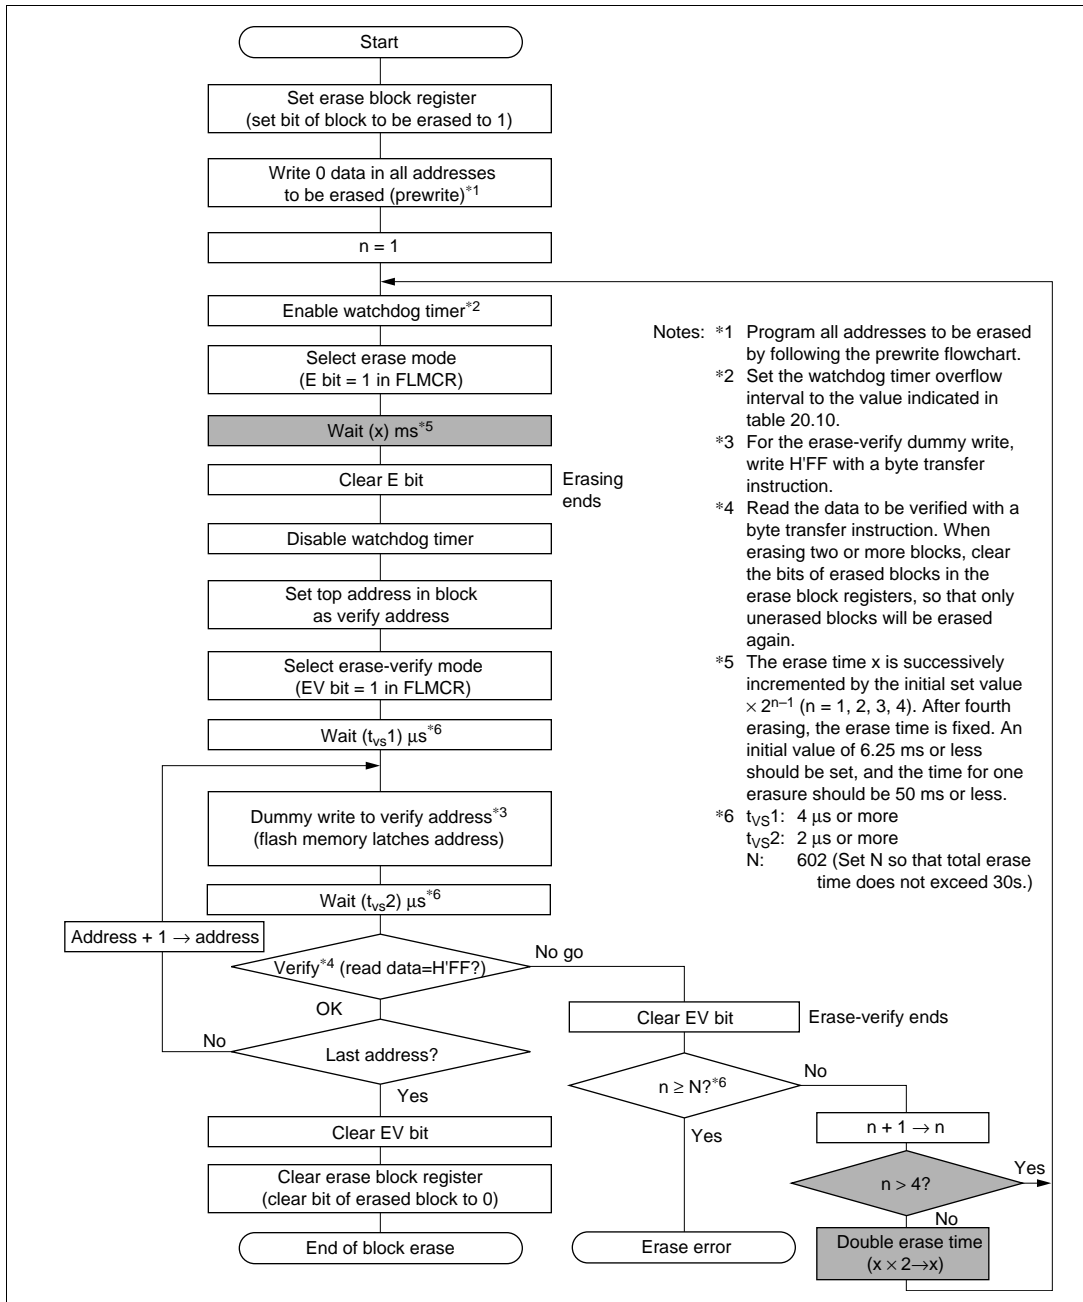 Start
Set erase block register
(set bit of block to be erased to 1)
Write 0 data in all addresses
to be erased (prewrite)*1
n = 1
Enable watchdog timer*2
Select erase mode
(E bit = 1 in FLMCR)
Wait (x) ms*5
Clear E bit
Erasing
ends
Disable watchdog timer
Set top address in block
as verify address
Select erase-verify mode
(EV bit = 1 in FLMCR)
Wait (tvs1) µs*6
Dummy write to verify address*3
(flash memory latches address)
Wait (tvs2) µs*6
Address + 1 → address
Verify*4 (read data=H'FF?)
No go
OK
Last address?
No
Yes
Clear EV bit
Clear erase block register
(clear bit of erased block to 0)
End of block erase
Clear EV bit
Erase-verify ends
n ≥ N?*6
No
Yes
Erase error
n + 1 → n
n > 4?
Yes
No
Double erase time
(x × 2→x)
Notes: *1 Program all addresses to be erased
by following the prewrite flowchart.
*2 Set the watchdog timer overflow
interval to the value indicated in
table 20.10.
*3 For the erase-verify dummy write,
write H'FF with a byte transfer
instruction.
*4 Read the data to be verified with a
byte transfer instruction. When
erasing two or more blocks, clear
the bits of erased blocks in the
erase block registers, so that only
unerased blocks will be erased
again.
*5 The erase time x is successively
incremented by the initial set value
× 2n–1 (n = 1, 2, 3, 4). After fourth
erasing, the erase time is fixed. An
initial value of 6.25 ms or less
should be set, and the time for one
erasure should be 50 ms or less.
*6 tVS1: 4 µs or more
tVS2: 2 µs or more
N: 602 (Set N so that total erase
time does not exceed 30s.)